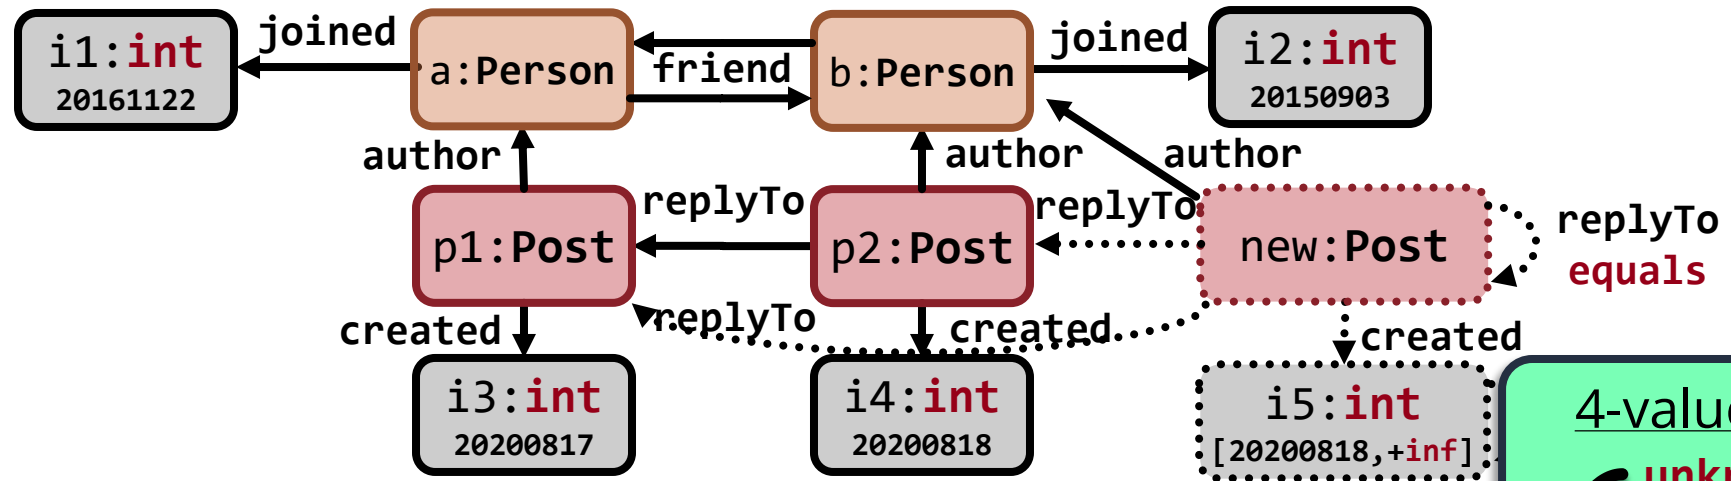 i1:int
20161122
joined
a:Person
friend
b:Person
joined
i2:int
20150903
author
author
author
p1:Post
replyTo
p2:Post
replyTo
new:Post
replyTo
equals
created
replyTo
created
created
i3:int
20200817
i4:int
20200818
i5:int
[20200818,+inf]